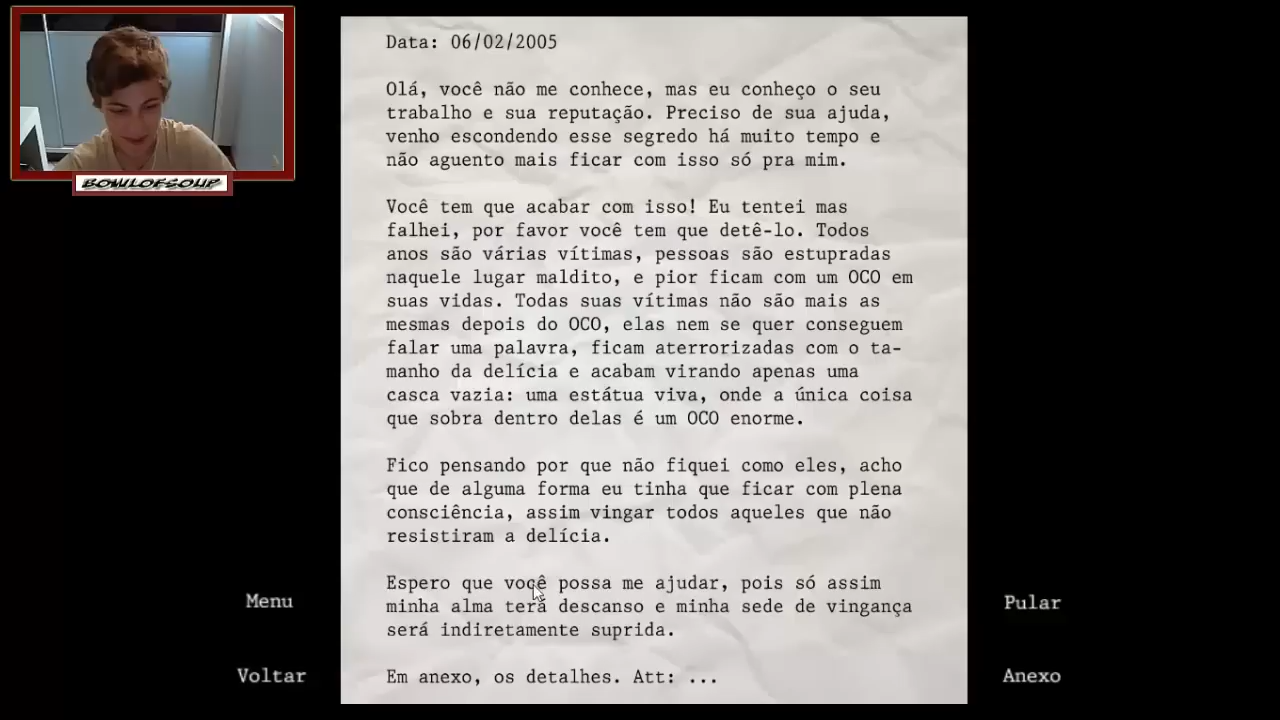 Data: 06/02/2005
Olá, você não me conhece, mas eu conheço o seu
trabalho e sua reputação. Preciso de sua ajuda,
venho escondendo esse segredo há muito tempo e
não aguento mais ficar com isso só pra mim.
Você tem que acabar com isso! Eu tentei mas
falhei, por favor você tem que detê-lo. Todos
anos são várias vítimas, pessoas são estupradas
naquele lugar maldito, e pior ficam com um OCO em
suas vidas. Todas suas vítimas não são mais as
mesmas depois do OCO, elas nem se quer conseguem
falar uma palavra, ficam aterrorizadas com o ta-
manho da delícia e acabam virando apenas uma
casca vazia: uma estátua viva, onde a única coisa
que sobra dentro delas é um OCO enorme.
Fico pensando por que não fiquei como eles, acho
que de alguma forma eu tinha que ficar com plena
consciência, assim vingar todos aqueles que não
resistiram a delícia.
Espero que você possa me ajudar, pois só assim
minha alma terá descanso e minha sede de vingança
será indiretamente suprida.
Em anexo, os detalhes. Att: ...
BOWLOFSOUP
Menu
Voltar
Pular
Anexo